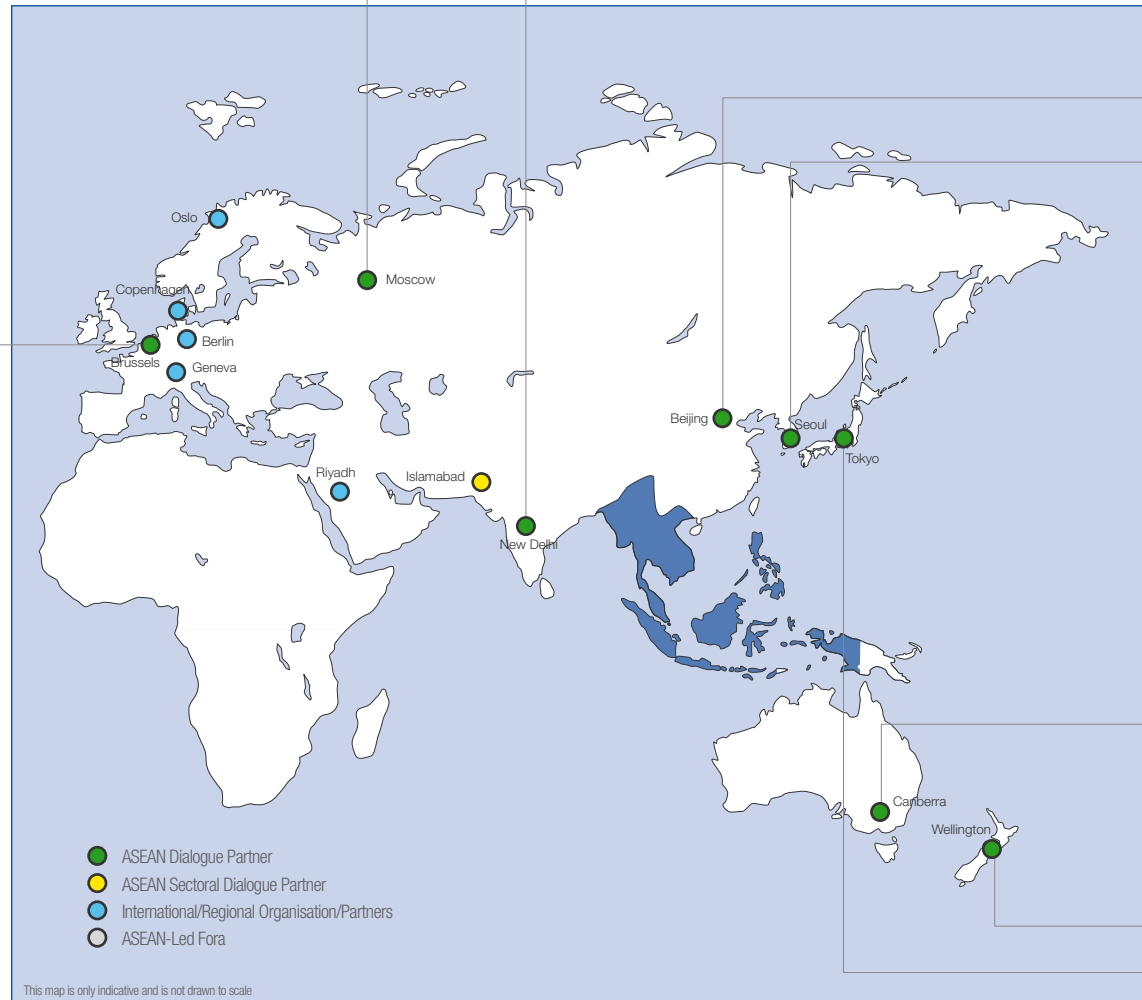 Oslo
Moscow
Copenhagen
Berlin
Brussels
Geneva
Beijing
Seoul
Tokyo
Riyadh
Islamabad
New Delhi
Canberra
Wellington
ASEAN Dialogue Partner
ASEAN Sectoral Dialogue Partner
International/Regional Organisation/Partners
ASEAN-Led Fora
This map is only indicative and is not drawn to scale